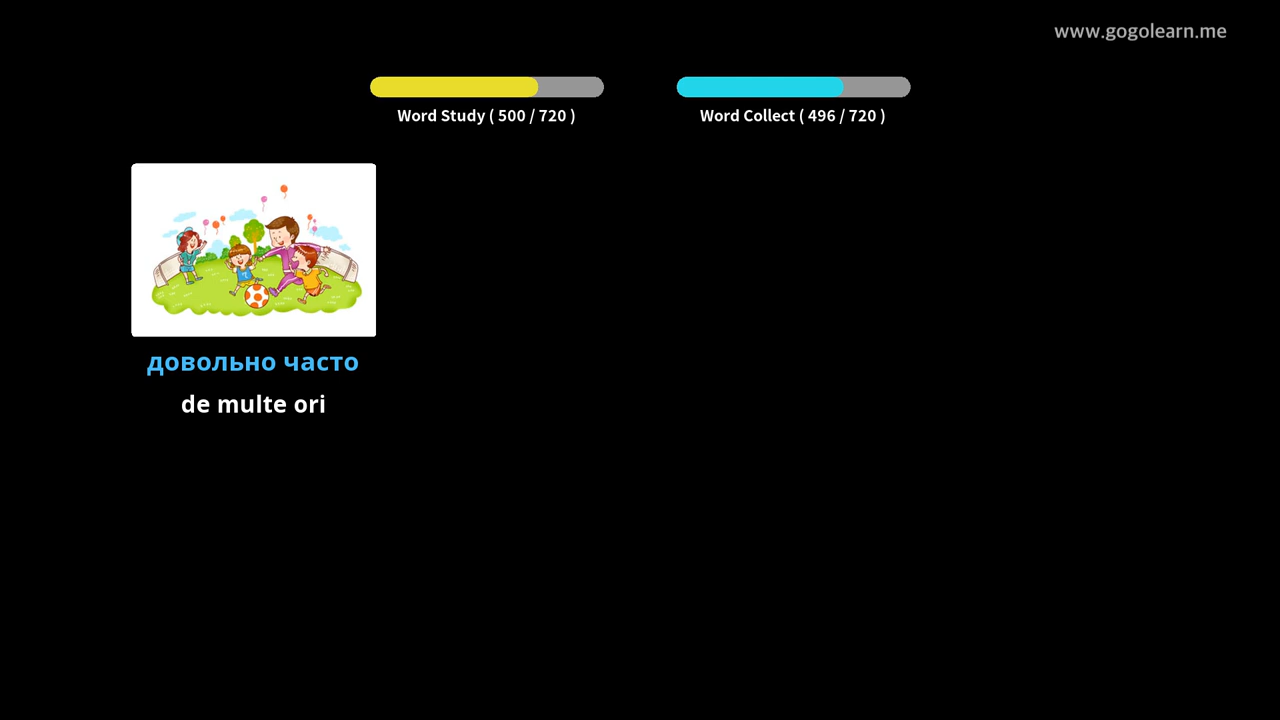 www.gogolearn.me
Word Study ( 500 / 720 )
Word Collect ( 496 / 720 )
довольно часто
de multe ori